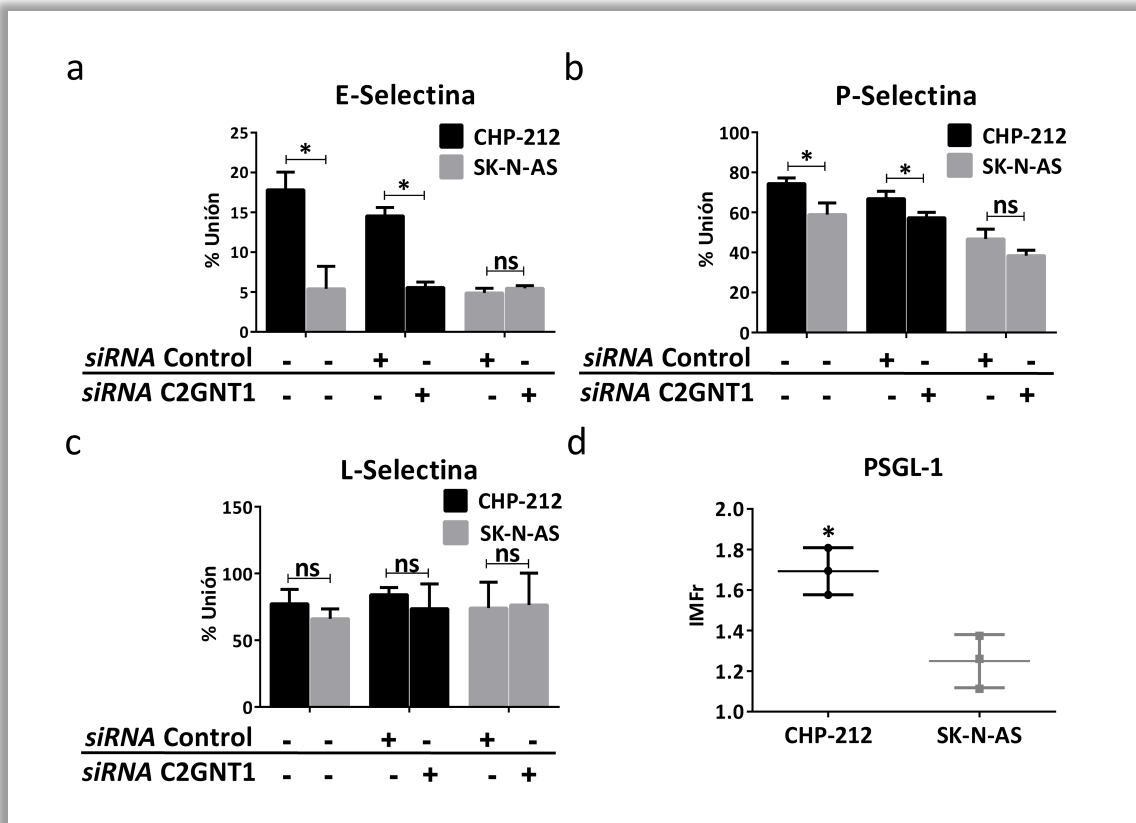 a
E-Selectina
CHP-212
SK-N-AS
% Unión
25
20
15
10
5
0
*
*
ns
siRNA Control - - + - + -
siRNA C2GNT1 - - - + - +
b
P-Selectina
CHP-212
SK-N-AS
% Unión
100
80
60
40
20
0
*
*
ns
siRNA Control - - + - + -
siRNA C2GNT1 - - - + - +
c
L-Selectina
CHP-212
SK-N-AS
% Unión
150
100
50
0
ns
ns
ns
siRNA Control - - + - + -
siRNA C2GNT1 - - - + - +
d
PSGL-1
IMFr
2.0
1.8
1.6
1.4
1.2
1.0
*
CHP-212 SK-N-AS